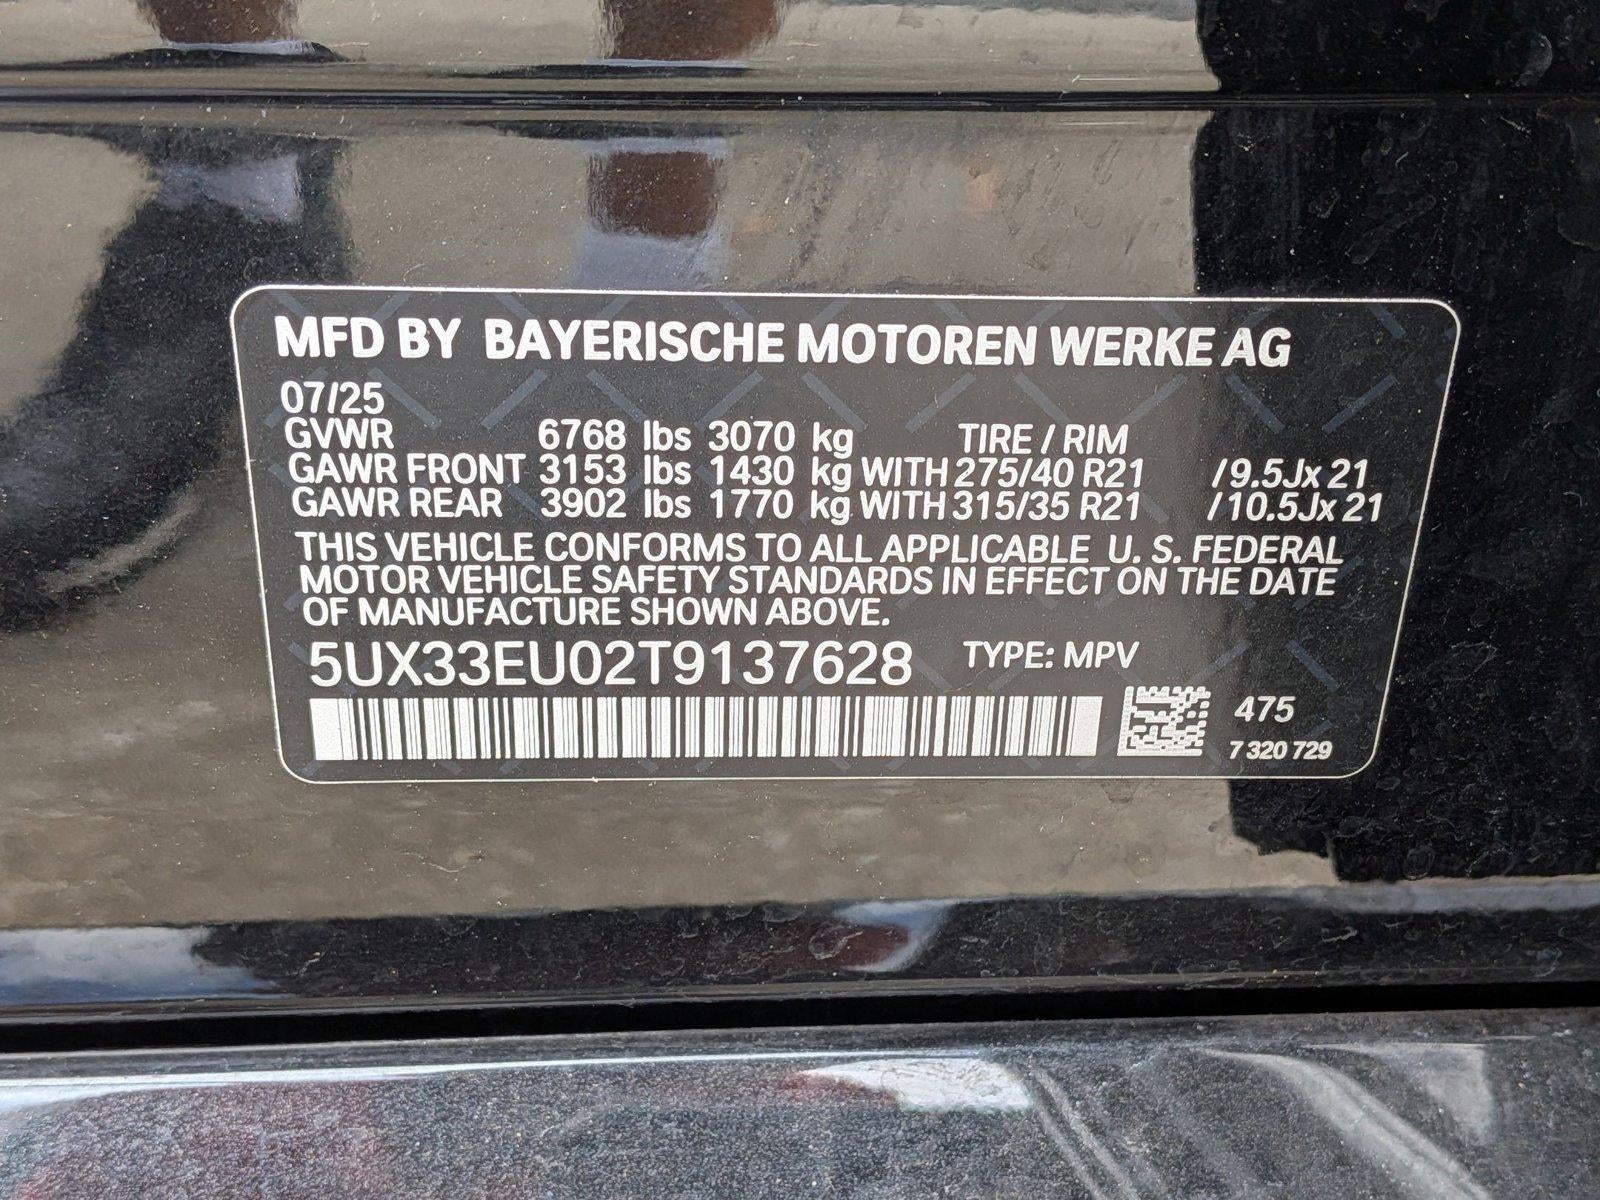 MFD BY BAYERISCHE MOTOREN WERKE AG
07/25
GVWR 6768 lbs 3070 kg TIRE / RIM
GAWR FRONT 3153 lbs 1430 kg WITH 275/40 R21 /9.5Jx 21
GAWR REAR 3902 lbs 1770 kg WITH 315/35 R21 /10.5Jx 21
THIS VEHICLE CONFORMS TO ALL APPLICABLE U. S. FEDERAL
MOTOR VEHICLE SAFETY STANDARDS IN EFFECT ON THE DATE
OF MANUFACTURE SHOWN ABOVE.
5UX33EU02T9137628 TYPE: MPV
475
7 320 729